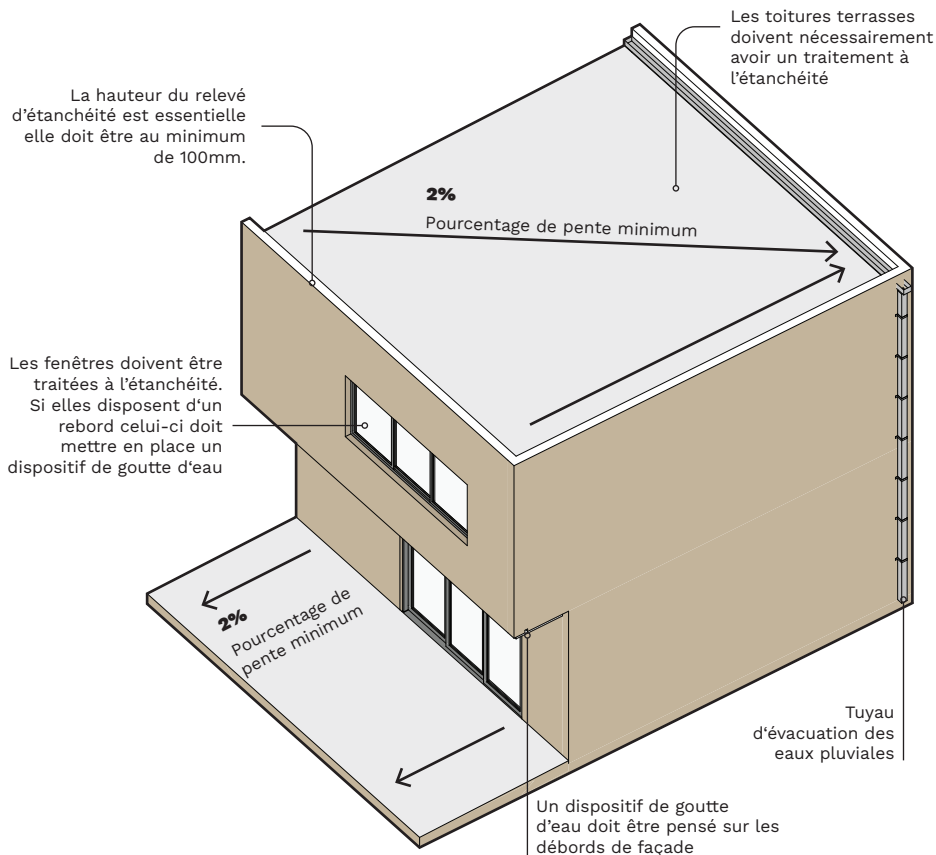 Les toitures terrasses
doivent nécessairement
avoir un traitement à
l’étanchéité
La hauteur du relevé
d’étanchéité est essentielle
elle doit être au minimum
de 100mm.
2%
Pourcentage de pente minimum
Les fenêtres doivent être
traitées à l’étanchéité.
Si elles disposent d‘un
rebord celui-ci doit
mettre en place un
dispositif de goutte d‘eau
2%
Pourcentage de
pente minimum
Tuyau
d‘évacuation des
eaux pluviales
Un dispositif de goutte
d’eau doit être pensé sur les
débords de façade